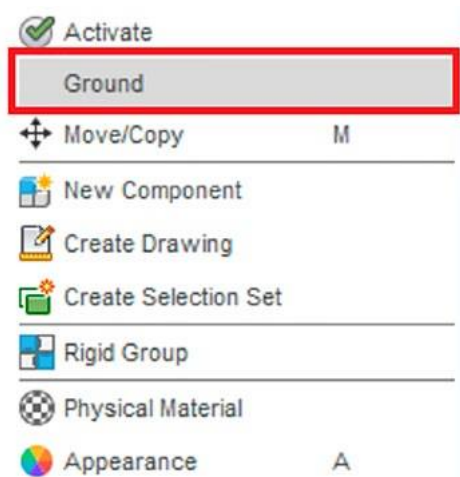 Activate
Ground
Move/Copy M
New Component
Create Drawing
Create Selection Set
Rigid Group
Physical Material
Appearance A